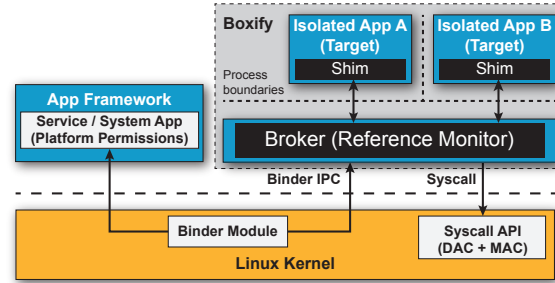 Boxify
Isolated App A
(Target)
Shim
Isolated App B
(Target)
Shim
Process
boundaries
App Framework
Service / System App
(Platform Permissions)
Broker (Reference Monitor)
Binder IPC
Syscall
Binder Module
Syscall API
(DAC + MAC)
Linux Kernel